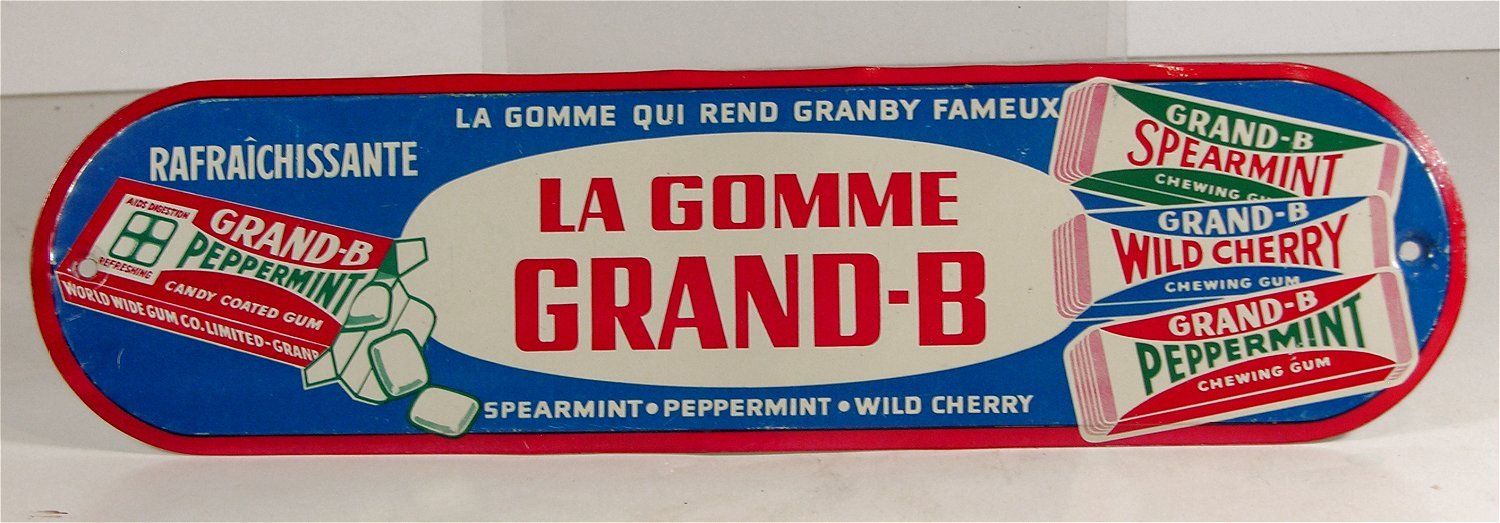 LA GOMME QUI REND GRANBY FAMEUX
RAFRAÎCHISSANTE
AIDS DIGESTION
REFRESHING
GRAND-B
PEPPERMINT
CANDY COATED GUM
WORLD WIDE GUM CO. LIMITED-
LA GOMME
GRAND-B
SPEARMINT•PEPPERMINT•WILD CHERRY
GRAND-B
SPEARMINT
CHEWING
GRAND-B
WILD CHERRY
CHEWING GUM
GRAND-B
PEPPERMINT
CHEWING GUM